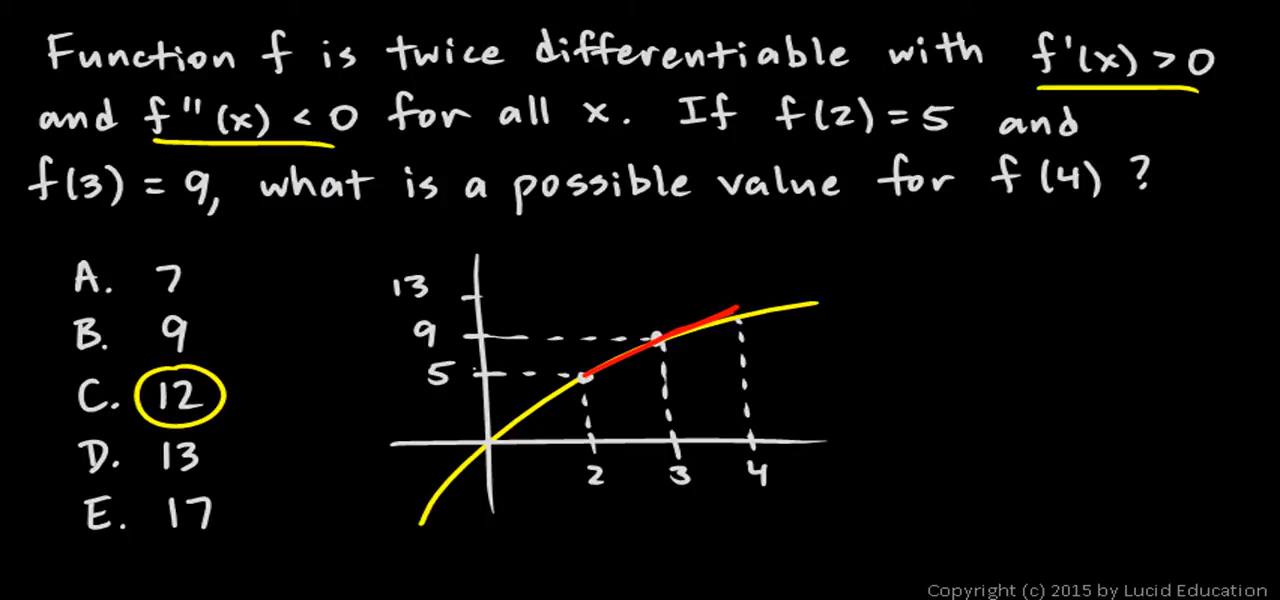 Function f is twice differentiable with f'(x) > 0
and f"(x) < 0 for all x. If f(2) = 5 and
f(3) = 9, what is a possible value for f(4) ?
A. 7
B. 9
C. 12
D. 13
E. 17
13
9
5
2 3 4
Copyright (c) 2015 by Lucid Education